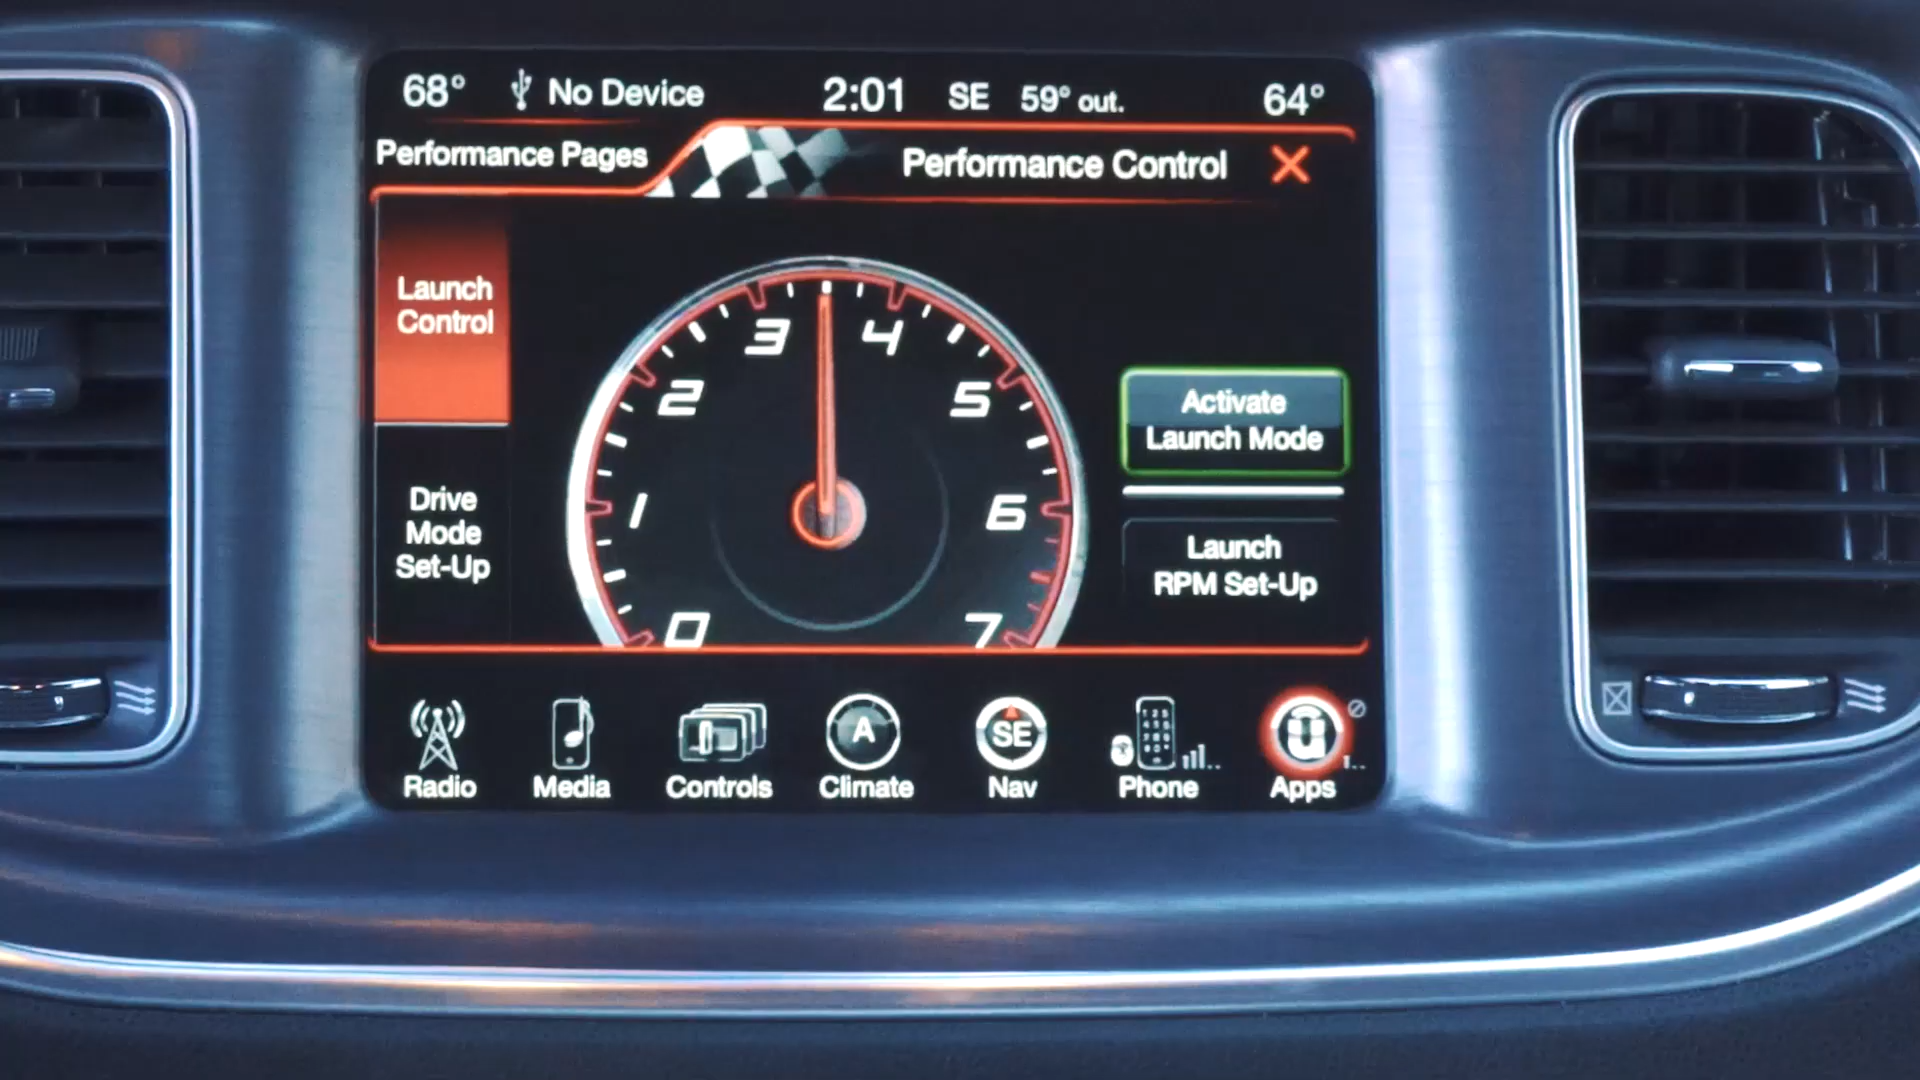 68° No Device 2:01 SE 59° out. 64°
Performance Pages
Performance Control X
Launch
Control
Drive
Mode
Set-Up
0 1 2 3 4 5 6 7
Activate
Launch Mode
Launch
RPM Set-Up
A
SE
Radio Media Controls Climate Nav Phone Apps